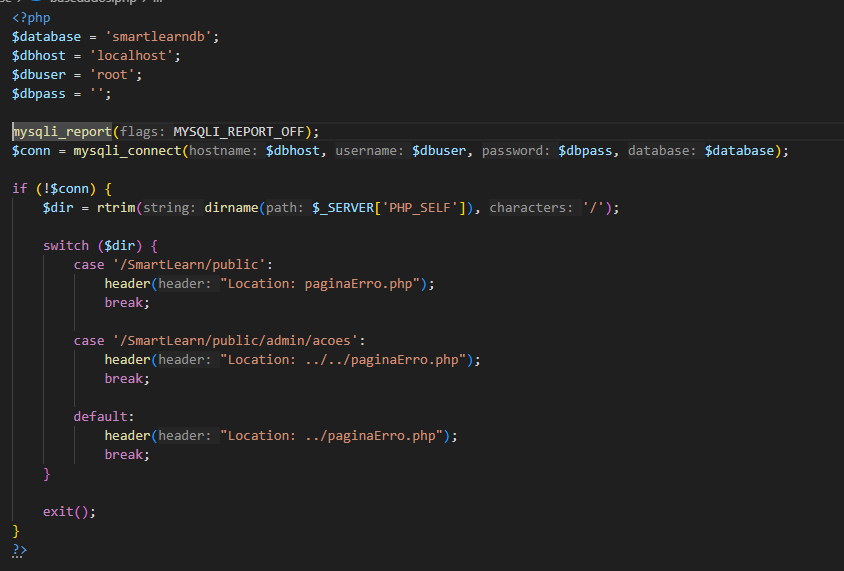 <?php
$database = 'smartlearndb';
$dbhost = 'localhost';
$dbuser = 'root';
$dbpass = '';
mysqli_report(flags: MYSQLI_REPORT_OFF);
$conn = mysqli_connect(hostname: $dbhost, username: $dbuser, password: $dbpass, database: $database);
if (!$conn) {
$dir = rtrim(string: dirname(path: $_SERVER['PHP_SELF']), characters: '/');
switch ($dir) {
case '/SmartLearn/public':
header(header: "Location: paginaErro.php");
break;
case '/SmartLearn/public/admin/acoes':
header(header: "Location: ../../paginaErro.php");
break;
default:
header(header: "Location: ../paginaErro.php");
break;
}
exit();
}
?>